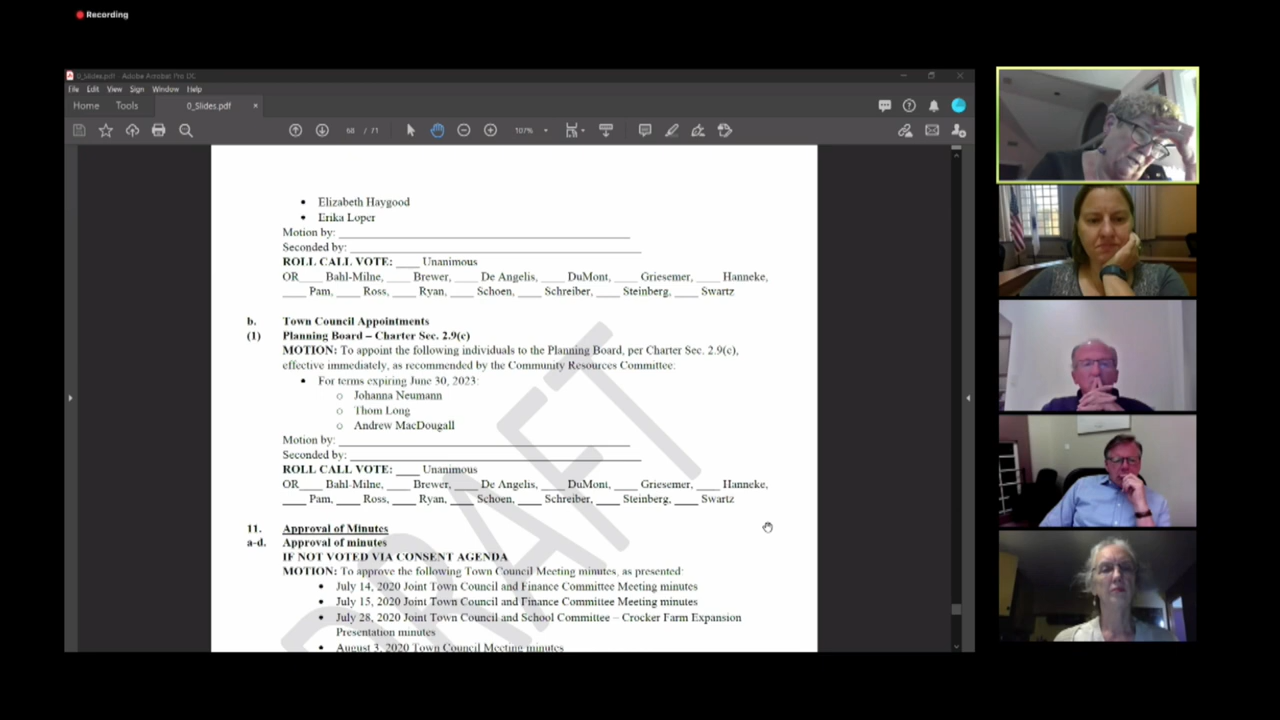 Recording
0_Slides.pdf - Adobe Acrobat Pro DC
File Edit View Sign Window Help
Home Tools 0_Slides.pdf ×
68 / 71 107%
• Elizabeth Haygood
• Erika Loper
Motion by: ____
Seconded by: ____
ROLL CALL VOTE: ____ Unanimous
OR____ Bahl-Milne, ____ Brewer, ____ De Angelis, ____ DuMont, ____ Griesemer, ____ Hanneke,
____ Pam, ____ Ross, ____ Ryan, ____ Schoen, ____ Schreiber, ____ Steinberg, ____ Swartz
b. Town Council Appointments
(1) Planning Board – Charter Sec. 2.9(c)
MOTION: To appoint the following individuals to the Planning Board, per Charter Sec. 2.9(c),
effective immediately, as recommended by the Community Resources Committee:
• For terms expiring June 30, 2023:
○ Johanna Neumann
○ Thom Long
○ Andrew MacDougall
Motion by: ____
Seconded by: ____
ROLL CALL VOTE: ____ Unanimous
OR____ Bahl-Milne, ____ Brewer, ____ De Angelis, ____ DuMont, ____ Griesemer, ____ Hanneke,
____ Pam, ____ Ross, ____ Ryan, ____ Schoen, ____ Schreiber, ____ Steinberg, ____ Swartz
11. Approval of Minutes
a-d. Approval of minutes
IF NOT VOTED VIA CONSENT AGENDA
MOTION: To approve the following Town Council Meeting minutes, as presented:
• July 14, 2020 Joint Town Council and Finance Committee Meeting minutes
• July 15, 2020 Joint Town Council and Finance Committee Meeting minutes
• July 28, 2020 Joint Town Council and School Committee – Crocker Farm Expansion
Presentation minutes
• August 3, 2020 Town Council Meeting minutes
DRAFT